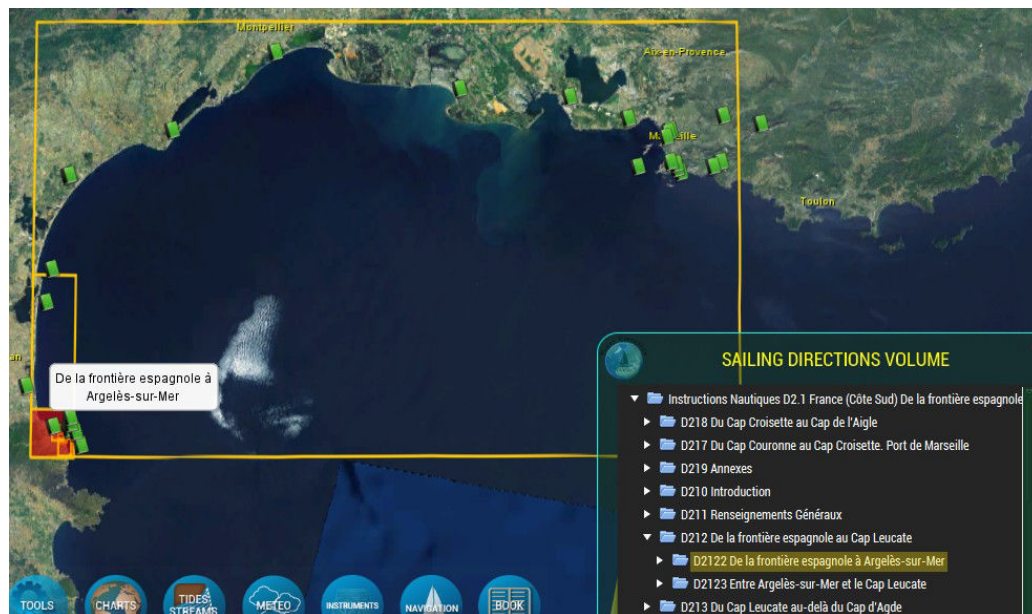 Montpellier
Aix-en-Provence
Toulon
De la frontière espagnole à
Argelès-sur-Mer
SAILING DIRECTIONS VOLUME
Instructions Nautiques D2.1 France (Côte Sud) De la frontière espagnole
D218 Du Cap Croisette au Cap de l'Aigle
D217 Du Cap Couronne au Cap Croisette. Port de Marseille
D219 Annexes
D210 Introduction
D211 Renseignements Généraux
D212 De la frontière espagnole au Cap Leucate
D2122 De la frontière espagnole à Argelès-sur-Mer
D2123 Entre Argelès-sur-Mer et le Cap Leucate
D213 Du Cap Leucate au-delà du Cap d'Agde
TOOLS
CHARTS
TIDES
STREAMS
METEO
INSTRUMENTS
NAVIGATION
BOOK